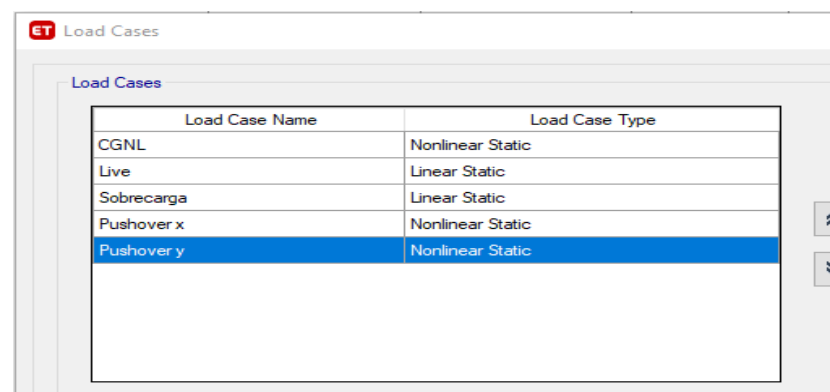 ET Load Cases
Load Cases
Load Case Name Load Case Type
CGNL Nonlinear Static
Live Linear Static
Sobrecarga Linear Static
Pushover x Nonlinear Static
Pushover y Nonlinear Static